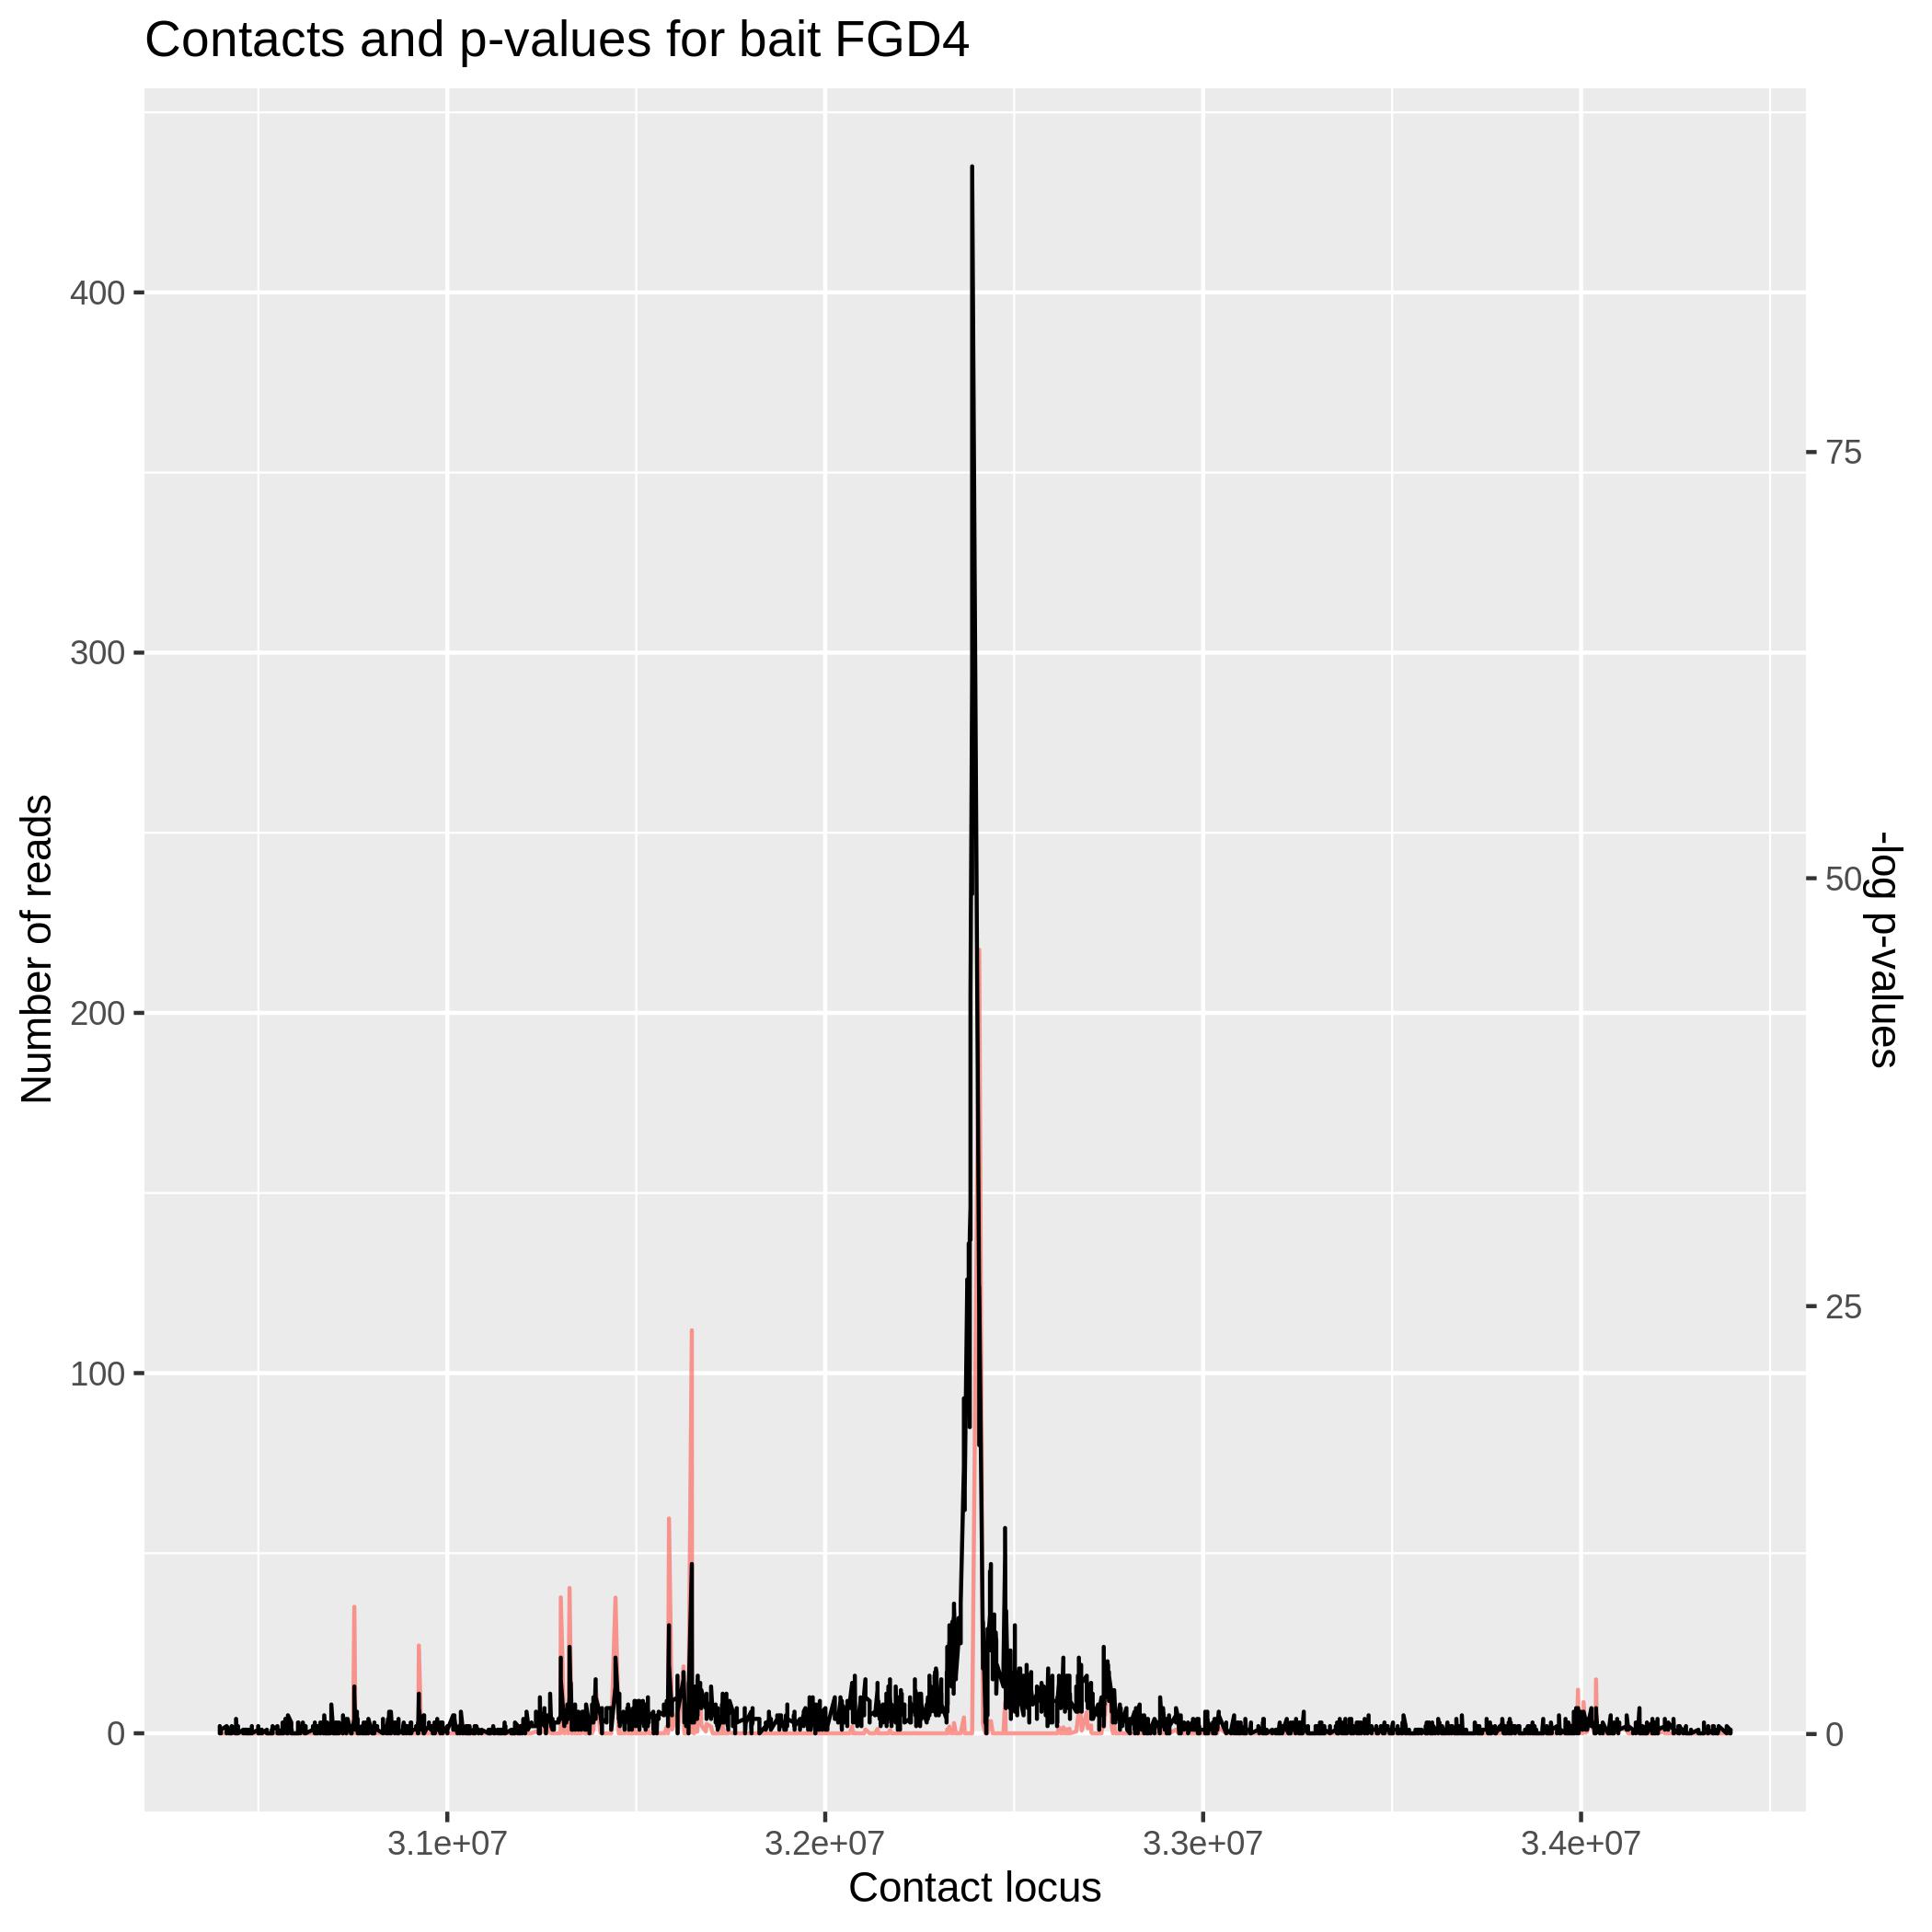 Contacts and p-values for bait FGD4
Number of reads
400
300
200
100
0
75
50
25
0
-log p-values
3.1e+07
3.2e+07
3.3e+07
3.4e+07
Contact locus